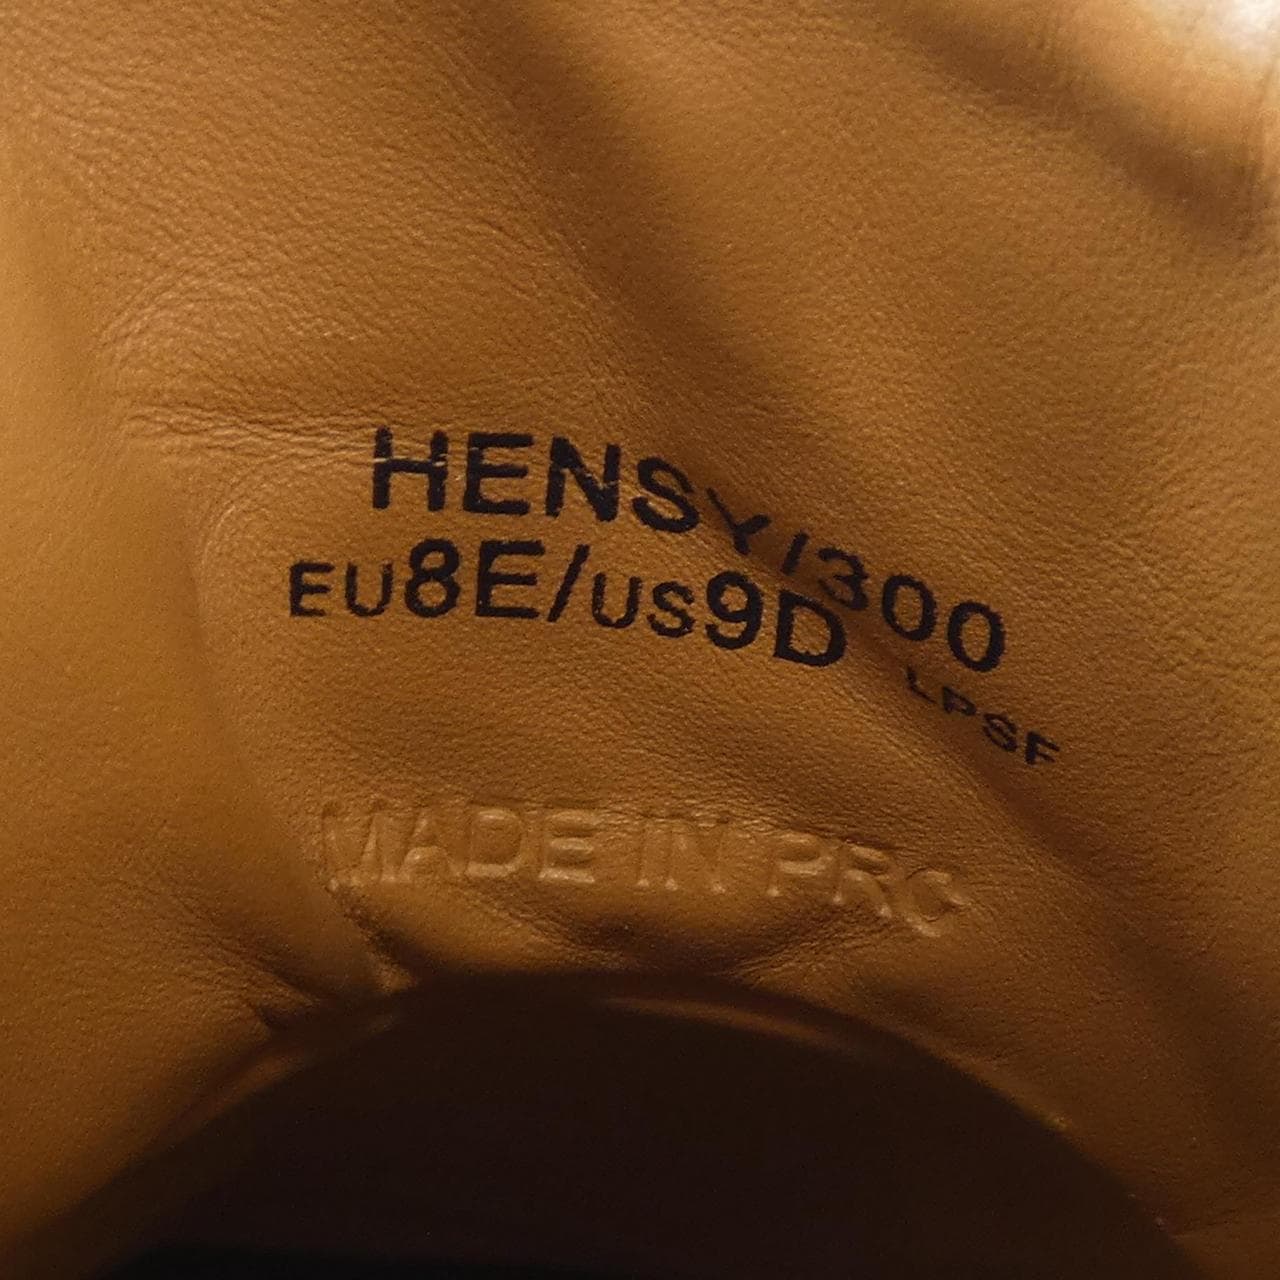 HENSY/300
EU8E/US9D
LPSF
MADE IN PRC